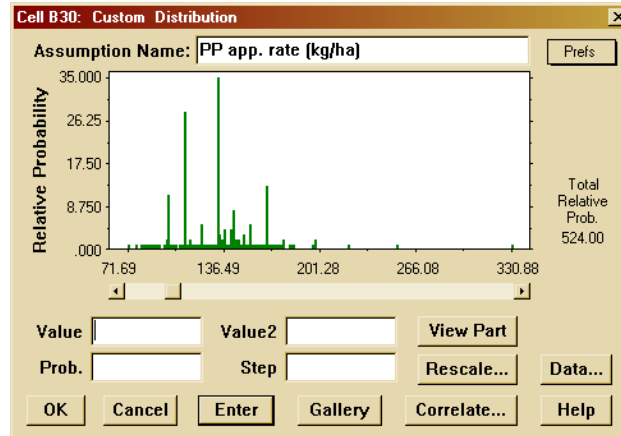 Cell B30: Custom Distribution
Assumption Name: PP app. rate (kg/ha) Prefs
Relative Probability
35.000
26.25
17.50
8.750
.000
71.69 136.49 201.28 266.08 330.88
Total
Relative
Prob.
524.00
Value Value2 View Part
Prob. Step Rescale... Data...
OK Cancel Enter Gallery Correlate... Help